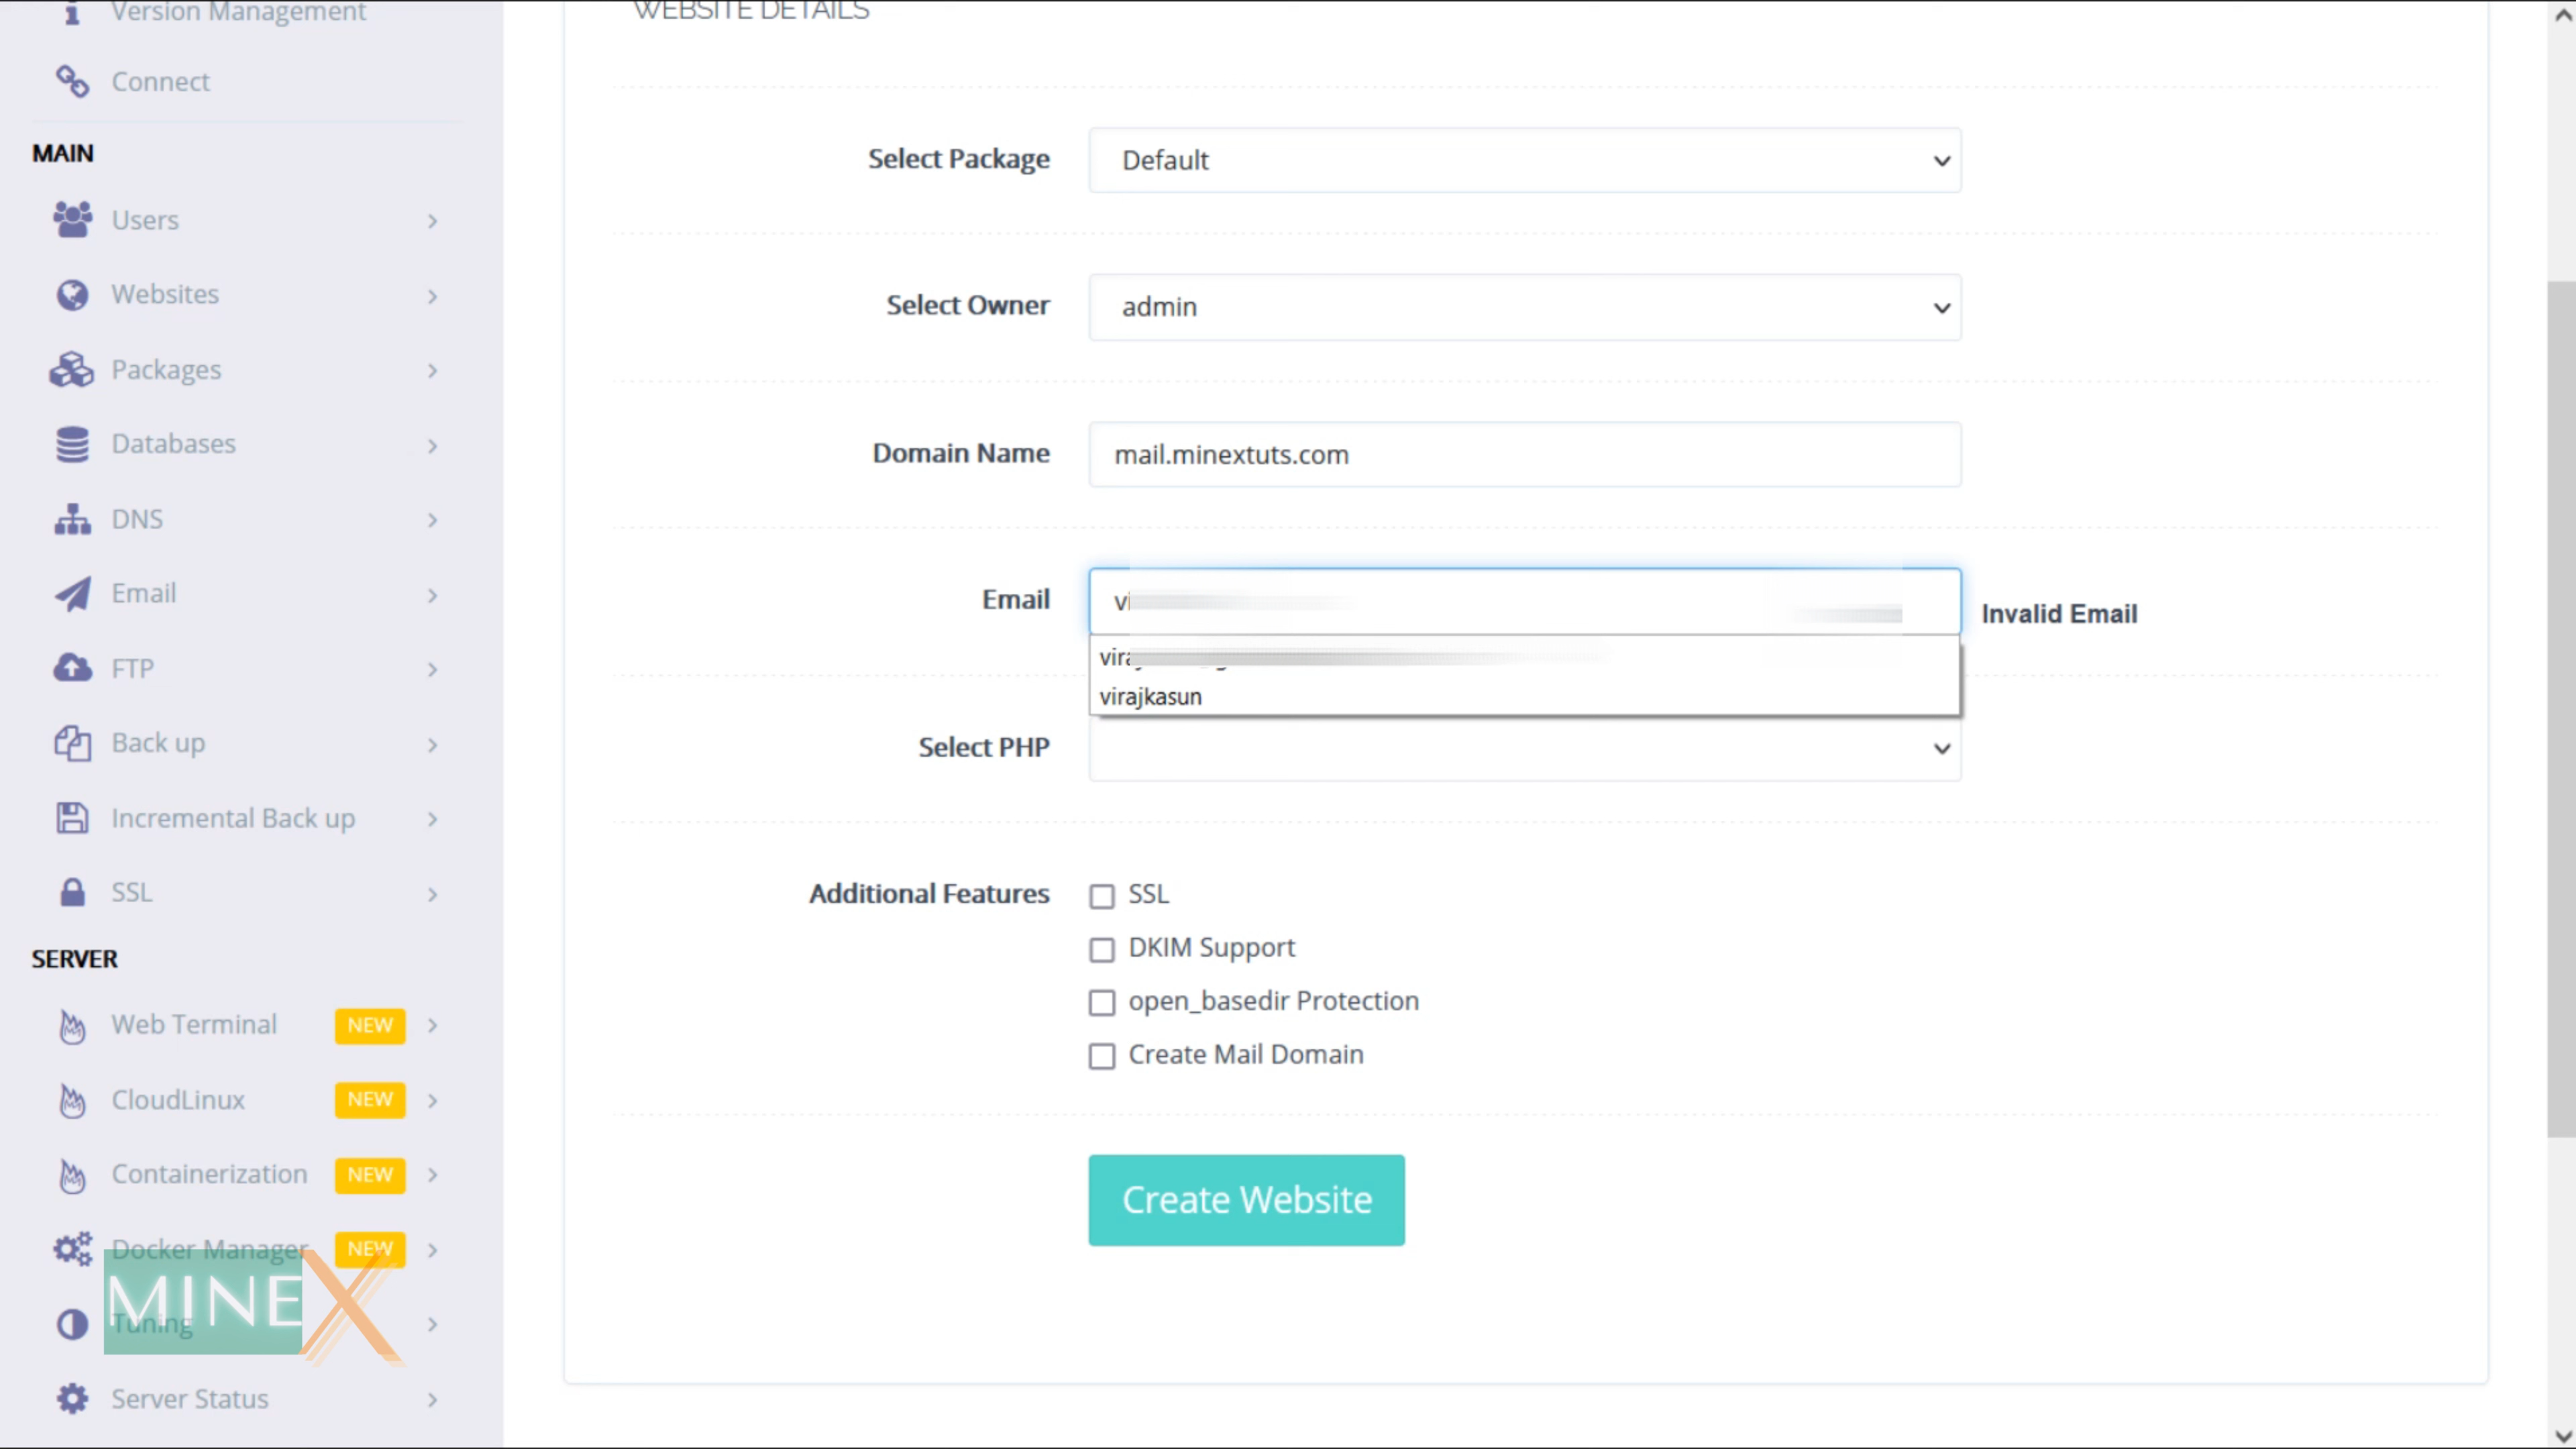 Version Management
Connect
MAIN
Users
Websites
Packages
Databases
DNS
Email
FTP
Back up
Incremental Back up
SSL
SERVER
Web Terminal NEW
CloudLinux NEW
Containerization NEW
Docker Manager NEW
Tuning
Server Status
MINEX
WEBSITE DETAILS
Select Package Default
Select Owner admin
Domain Name mail.minextuts.com
Email Invalid Email
virajkasun
Select PHP
Additional Features SSL
DKIM Support
open_basedir Protection
Create Mail Domain
Create Website